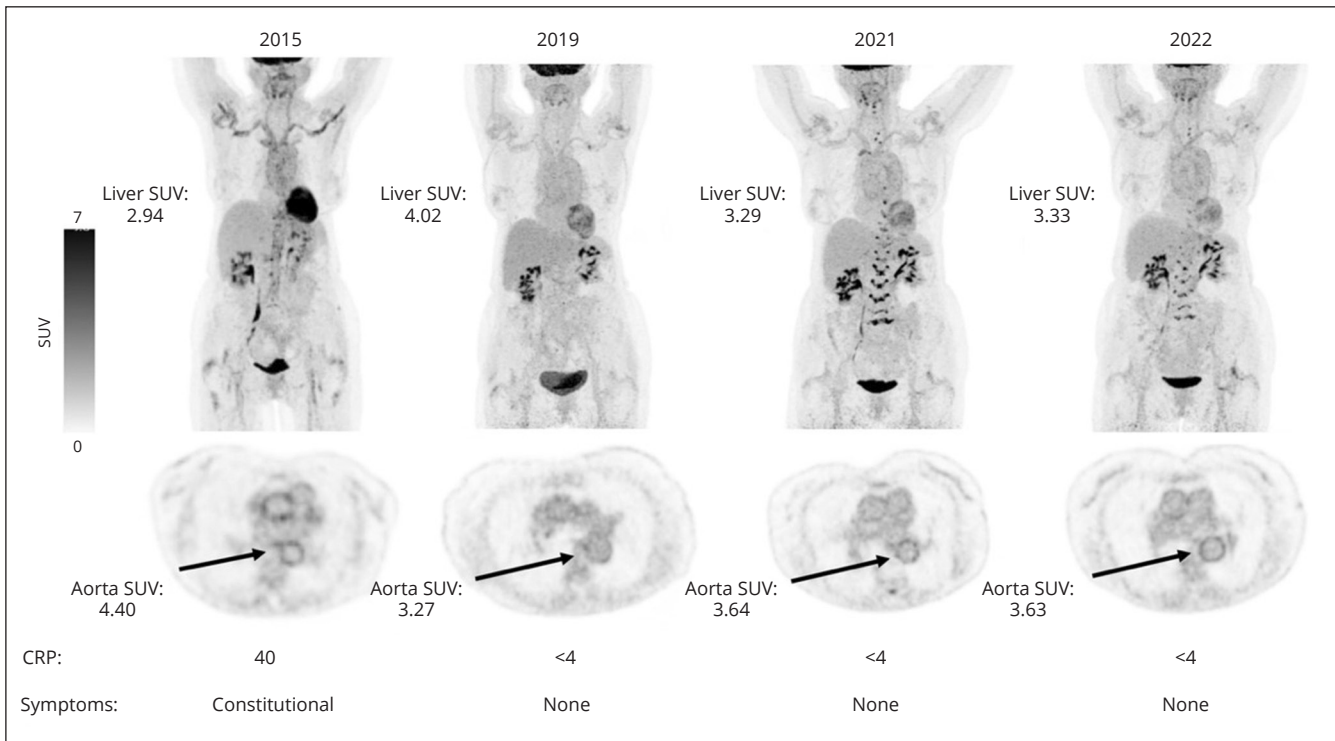 2015 2019 2021 2022
Liver SUV: Liver SUV: Liver SUV: Liver SUV:
2.94 4.02 3.29 3.33
7
SUV
0
Aorta SUV: Aorta SUV: Aorta SUV: Aorta SUV:
4.40 3.27 3.64 3.63
CRP: 40 <4 <4 <4
Symptoms: Constitutional None None None